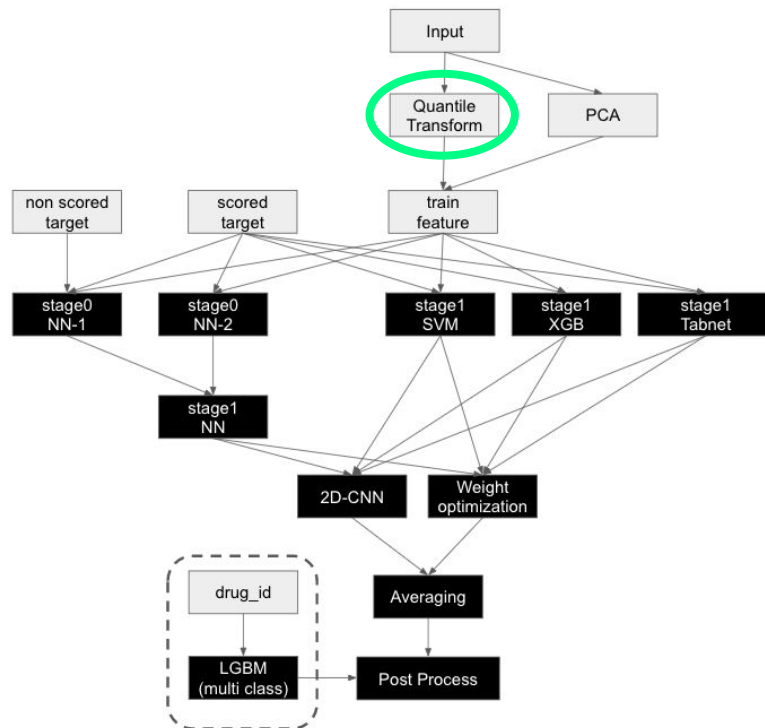 Input
Quantile
Transform
PCA
non scored
target
scored
target
train
feature
stage0
NN-1
stage0
NN-2
stage1
SVM
stage1
XGB
stage1
Tabnet
stage1
NN
2D-CNN
Weight
optimization
drug_id
Averaging
LGBM
(multi class)
Post Process